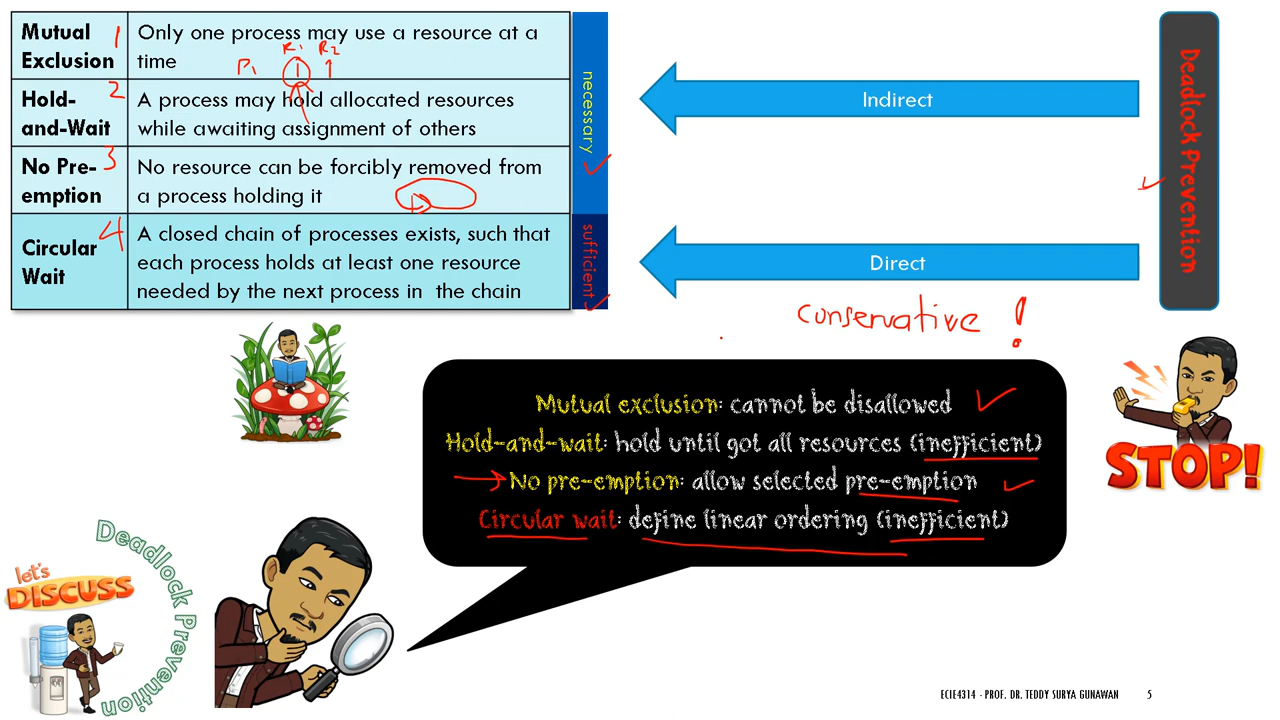 Mutual
Exclusion
1
Only one process may use a resource at a
time
P1
R1
R2
1
1
Hold-
and-Wait
2
A process may hold allocated resources
while awaiting assignment of others
No Pre-
emption
3
No resource can be forcibly removed from
a process holding it
Circular
Wait
4
A closed chain of processes exists, such that
each process holds at least one resource
needed by the next process in the chain
necessary
sufficient
Indirect
Direct
Deadlock Prevention
conservative !
Mutual exclusion: cannot be disallowed
Hold-and-wait: hold until got all resources (inefficient)
No pre-emption: allow selected pre-emption
Circular wait: define linear ordering (inefficient)
STOP!
let's
DISCUSS
Deadlock Prevention
ECIE4314 - PROF. DR. TEDDY SURYA GUNAWAN
5